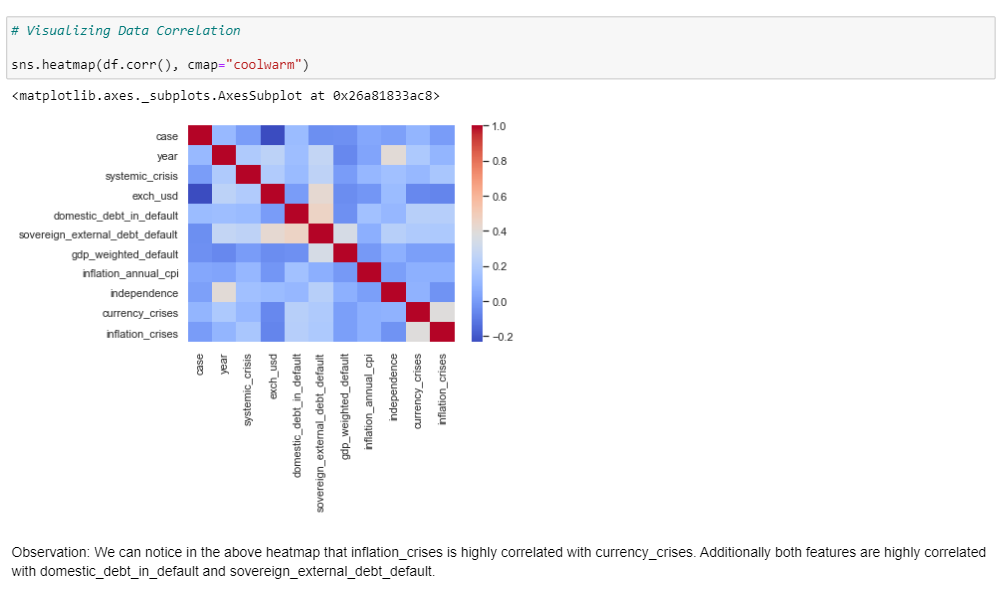 # Visualizing Data Correlation
sns.heatmap(df.corr(), cmap="coolwarm")
<matplotlib.axes._subplots.AxesSubplot at 0x26a81833ac8>
case
year
systemic_crisis
exch_usd
domestic_debt_in_default
sovereign_external_debt_default
gdp_weighted_default
inflation_annual_cpi
independence
currency_crises
inflation_crises
1.0
0.8
0.6
0.4
0.2
0.0
−0.2
case
year
systemic_crisis
exch_usd
domestic_debt_in_default
sovereign_external_debt_default
gdp_weighted_default
inflation_annual_cpi
independence
currency_crises
inflation_crises
Observation: We can notice in the above heatmap that inflation_crises is highly correlated with currency_crises. Additionally both features are highly correlated
with domestic_debt_in_default and sovereign_external_debt_default.